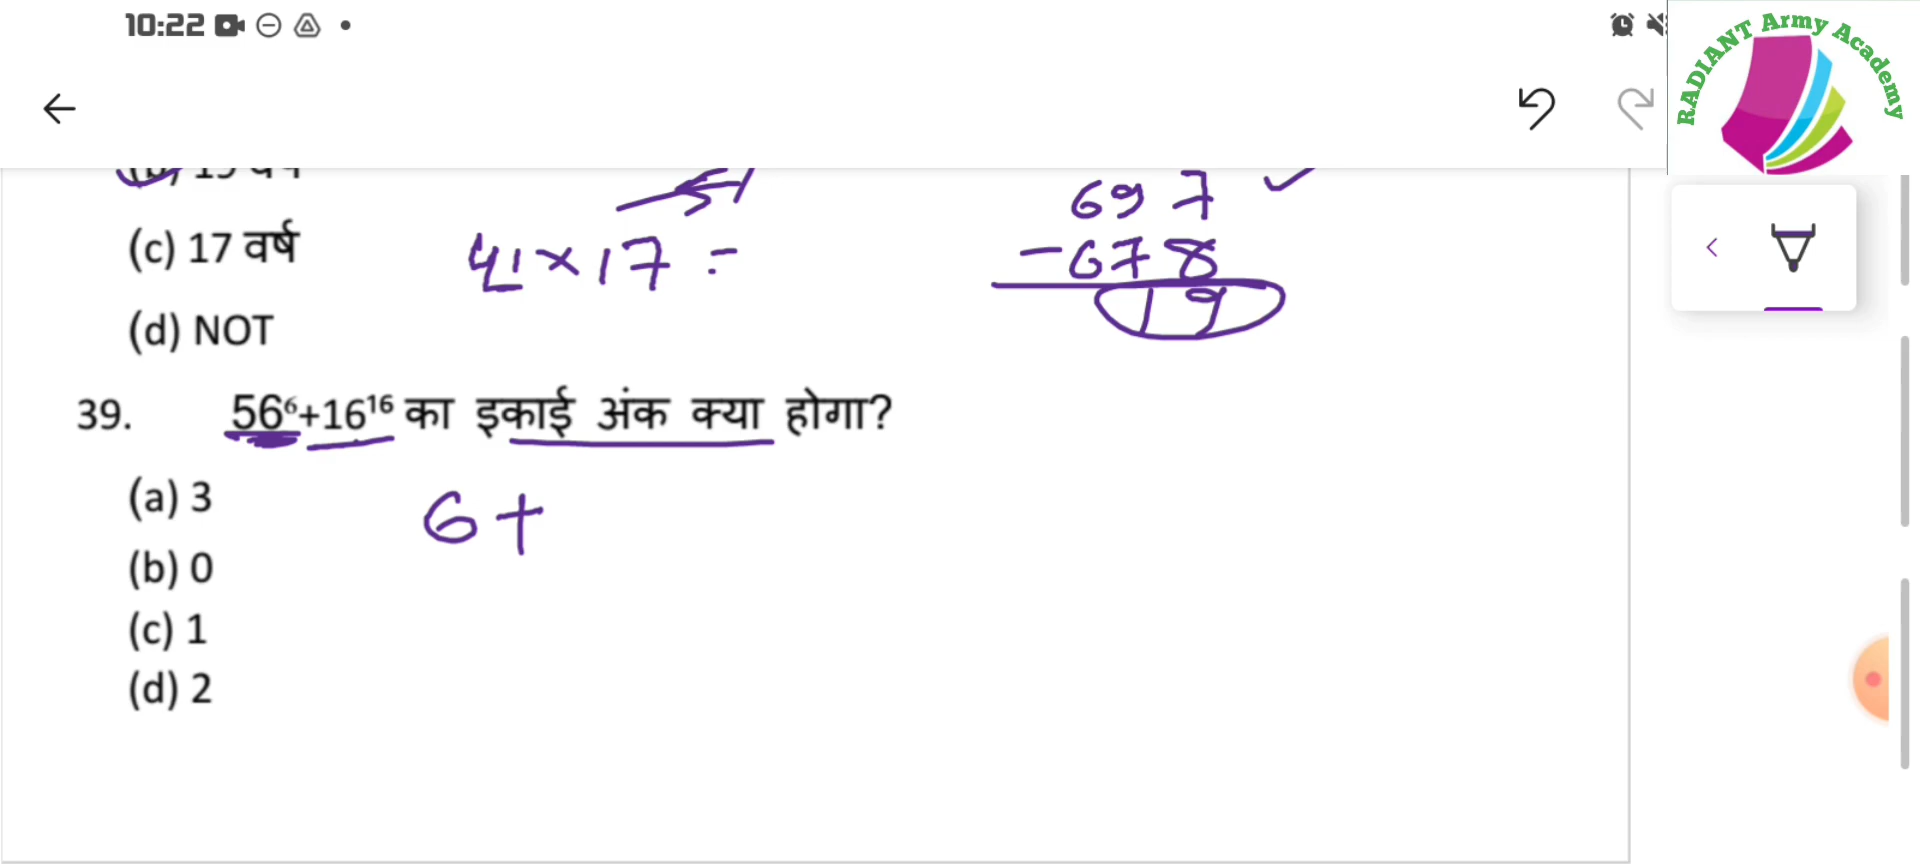 10:22
RADIANT Army Academy
697
(c) 17 वर्ष
41×17=
-678
19
(d) NOT
39. 56⁶+16¹⁶ का इकाई अंक क्या होगा?
(a) 3
6+
(b) 0
(c) 1
(d) 2